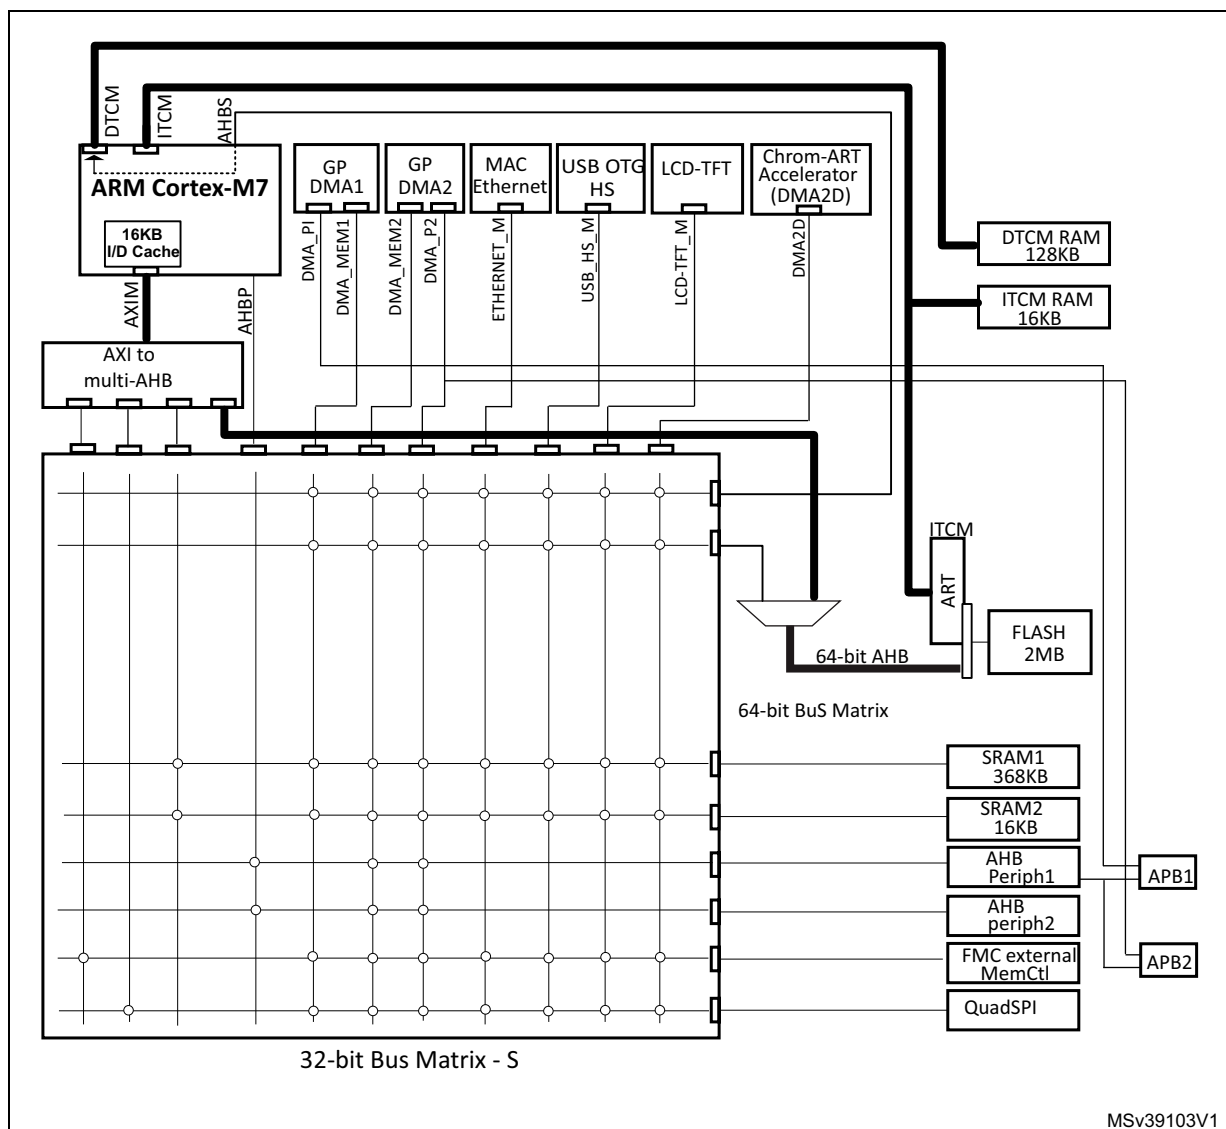 DTCM
ITCM
AHBS
ARM Cortex-M7
16KB
I/D Cache
AXIM
AHBP
GP
DMA1
GP
DMA2
MAC
Ethernet
USB OTG
HS
LCD-TFT
Chrom-ART
Accelerator
(DMA2D)
DMA_PI
DMA_MEM1
DMA_MEM2
DMA_P2
ETHERNET_M
USB_HS_M
LCD-TFT_M
DMA2D
DTCM RAM
128KB
ITCM RAM
16KB
AXI to
multi-AHB
ITCM
ART
FLASH
2MB
64-bit AHB
64-bit BuS Matrix
SRAM1
368KB
SRAM2
16KB
AHB
Periph1
APB1
AHB
periph2
FMC external
MemCtl
APB2
QuadSPI
32-bit Bus Matrix - S
MSv39103V1